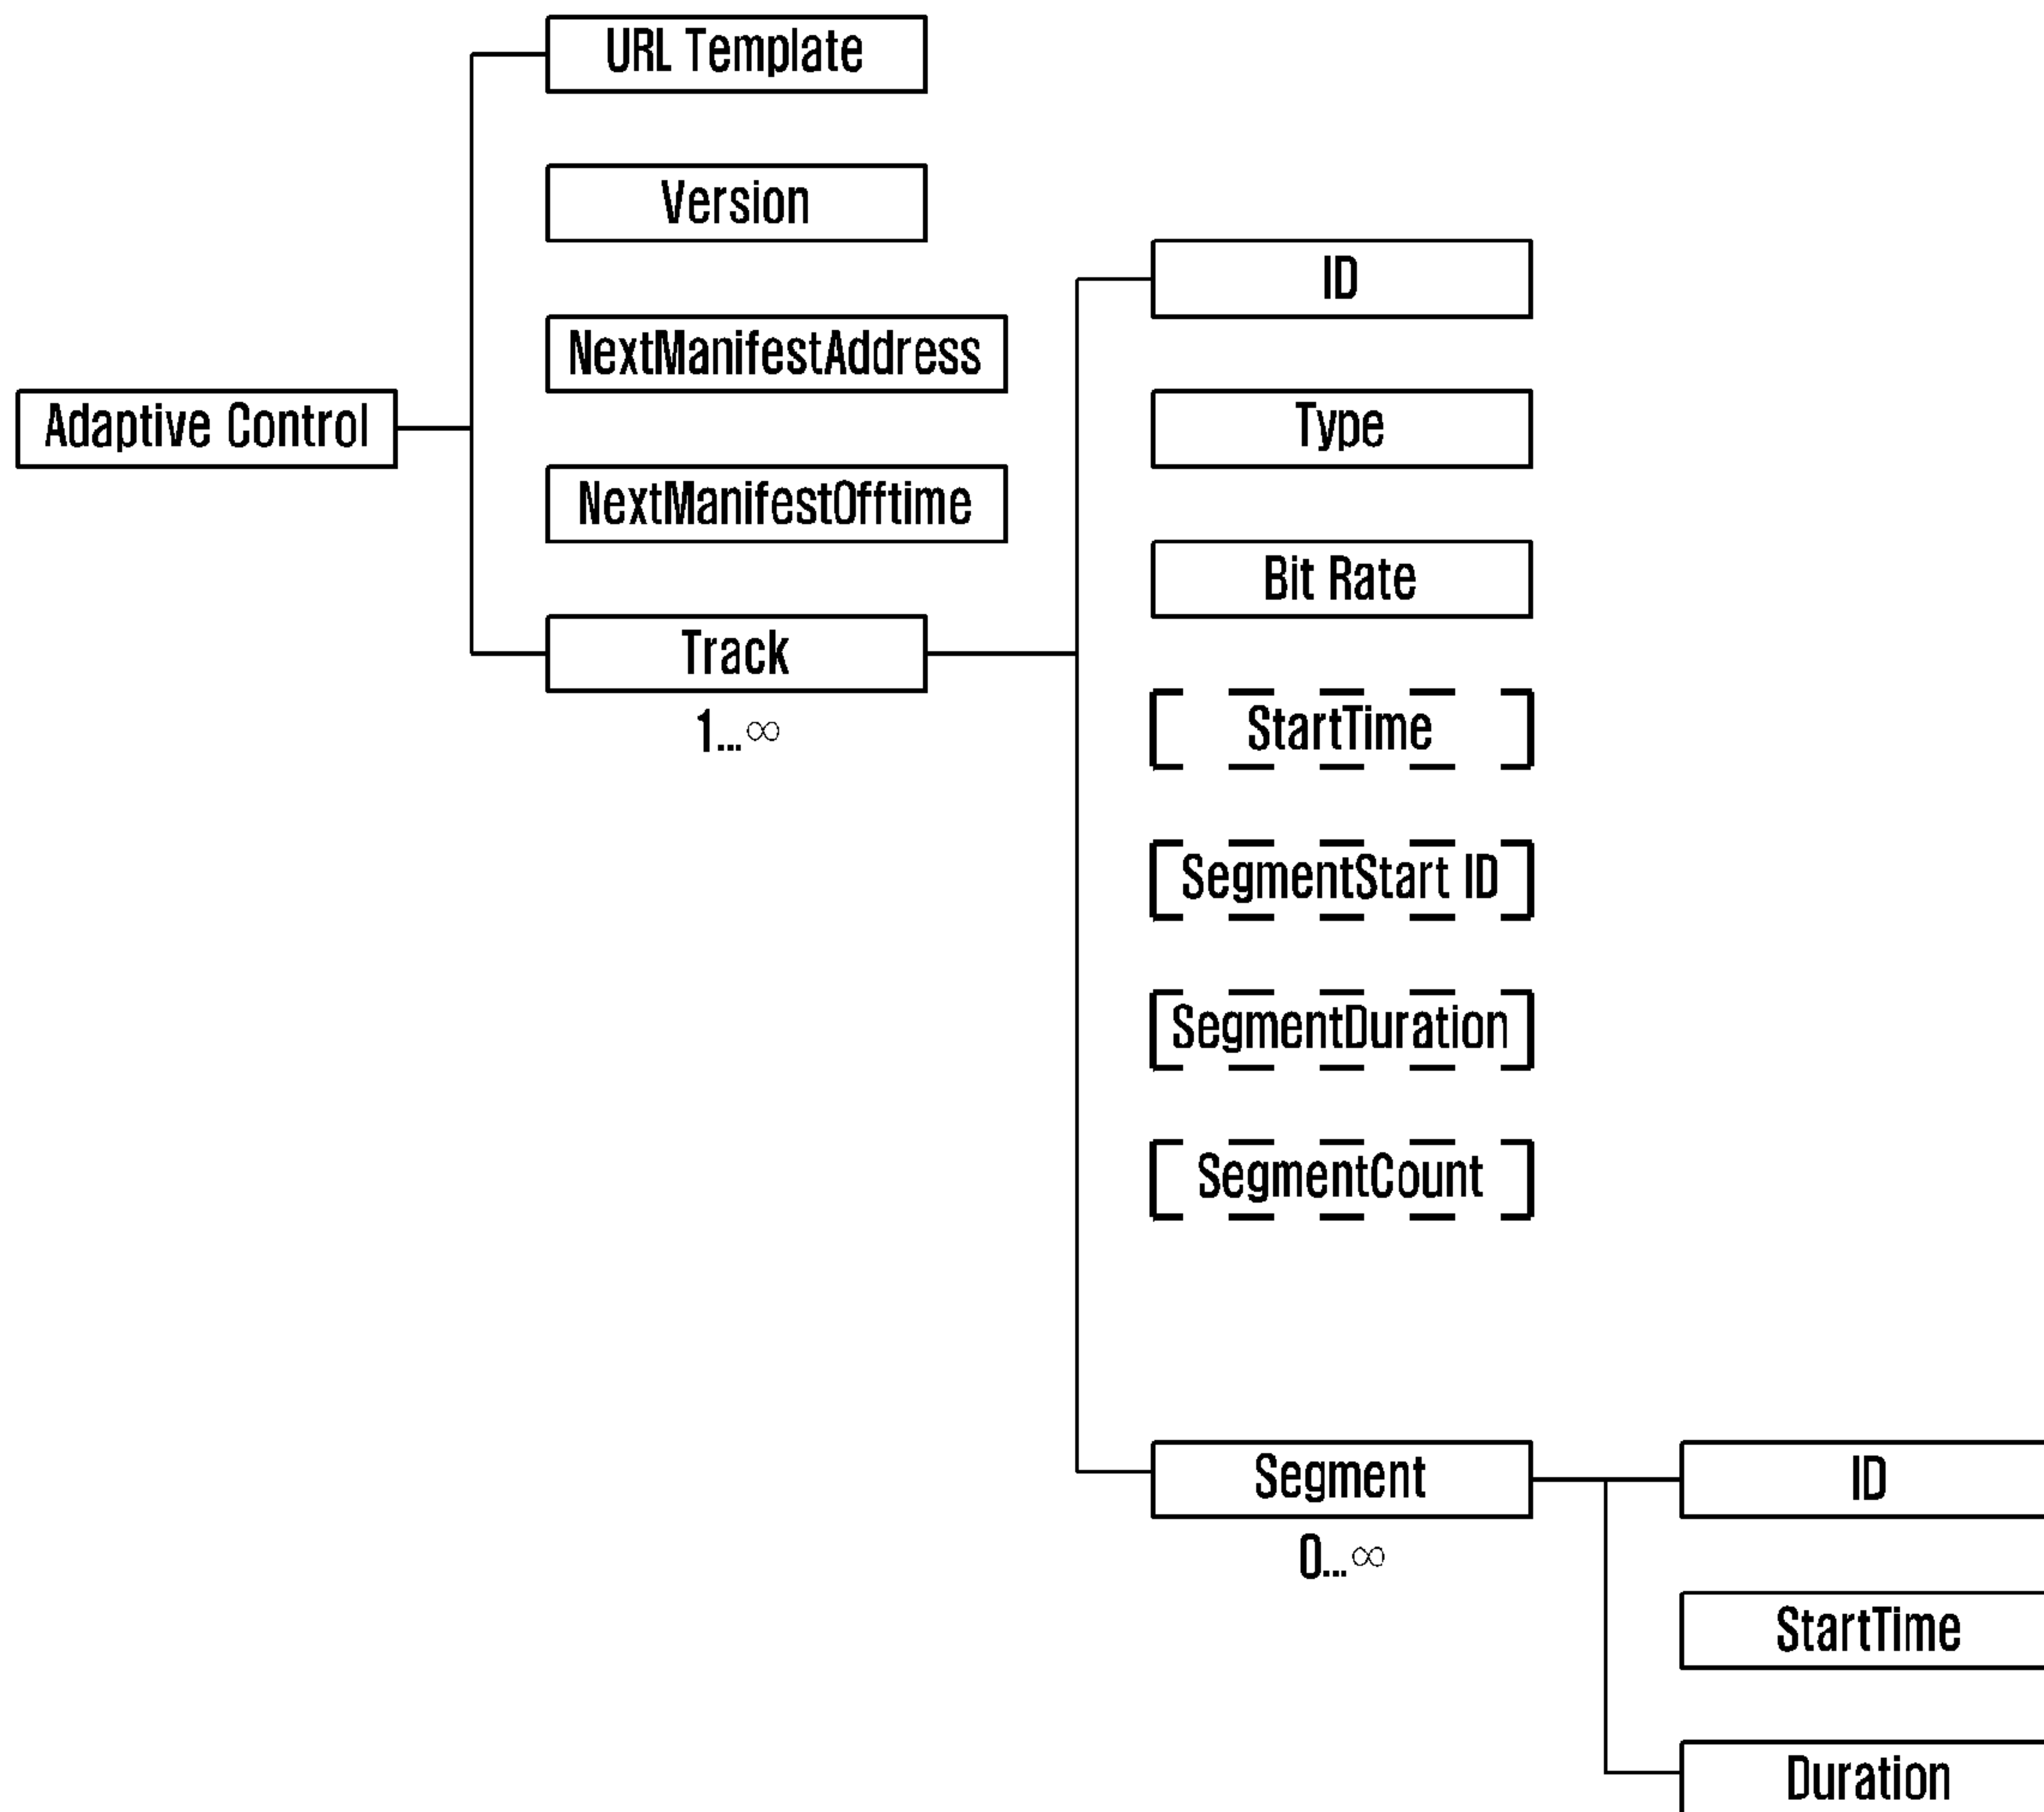 URL Template
Version
NextManifestAddress
Adaptive Control
NextManifestOfftime
Track
1...∞
ID
Type
Bit Rate
StartTime
SegmentStart ID
SegmentDuration
SegmentCount
Segment
0...∞
ID
StartTime
Duration